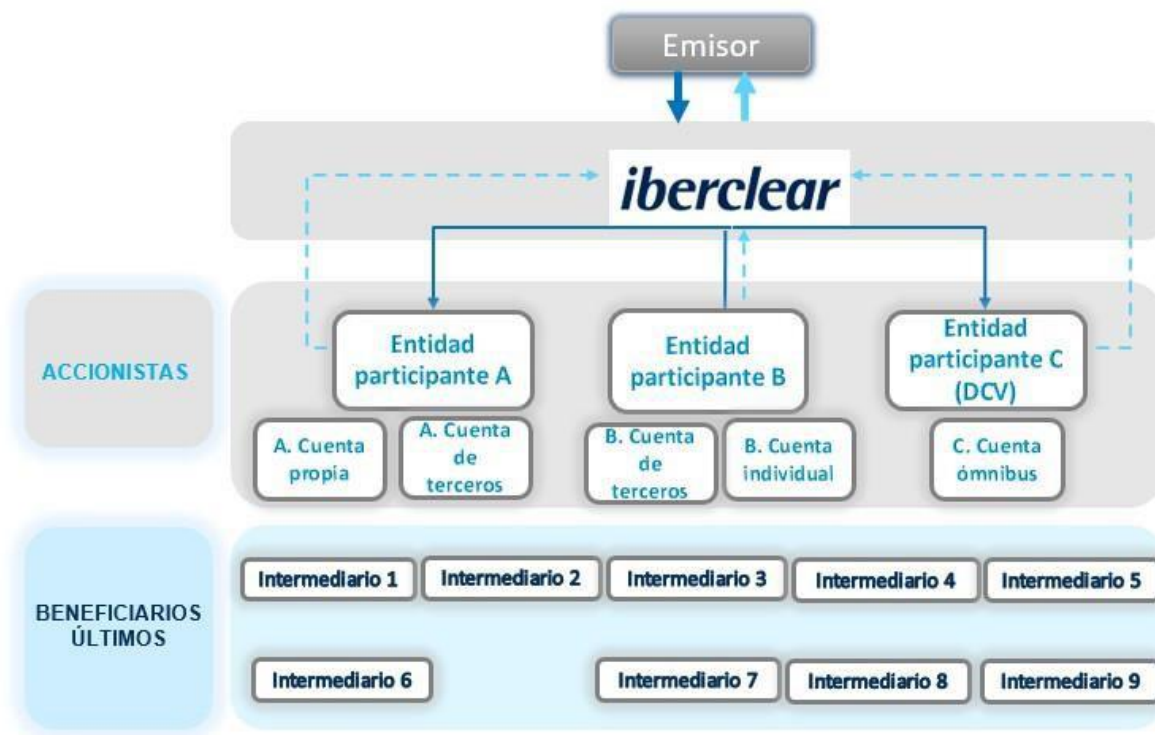 Emisor
iberclear
ACCIONISTAS
Entidad
participante A
Entidad
participante B
Entidad
participante C
(DCV)
A. Cuenta
propia
A. Cuenta
de
terceros
B. Cuenta
de
terceros
B. Cuenta
individual
C. Cuenta
ómnibus
BENEFICIARIOS
ÚLTIMOS
Intermediario 1
Intermediario 2
Intermediario 3
Intermediario 4
Intermediario 5
Intermediario 6
Intermediario 7
Intermediario 8
Intermediario 9